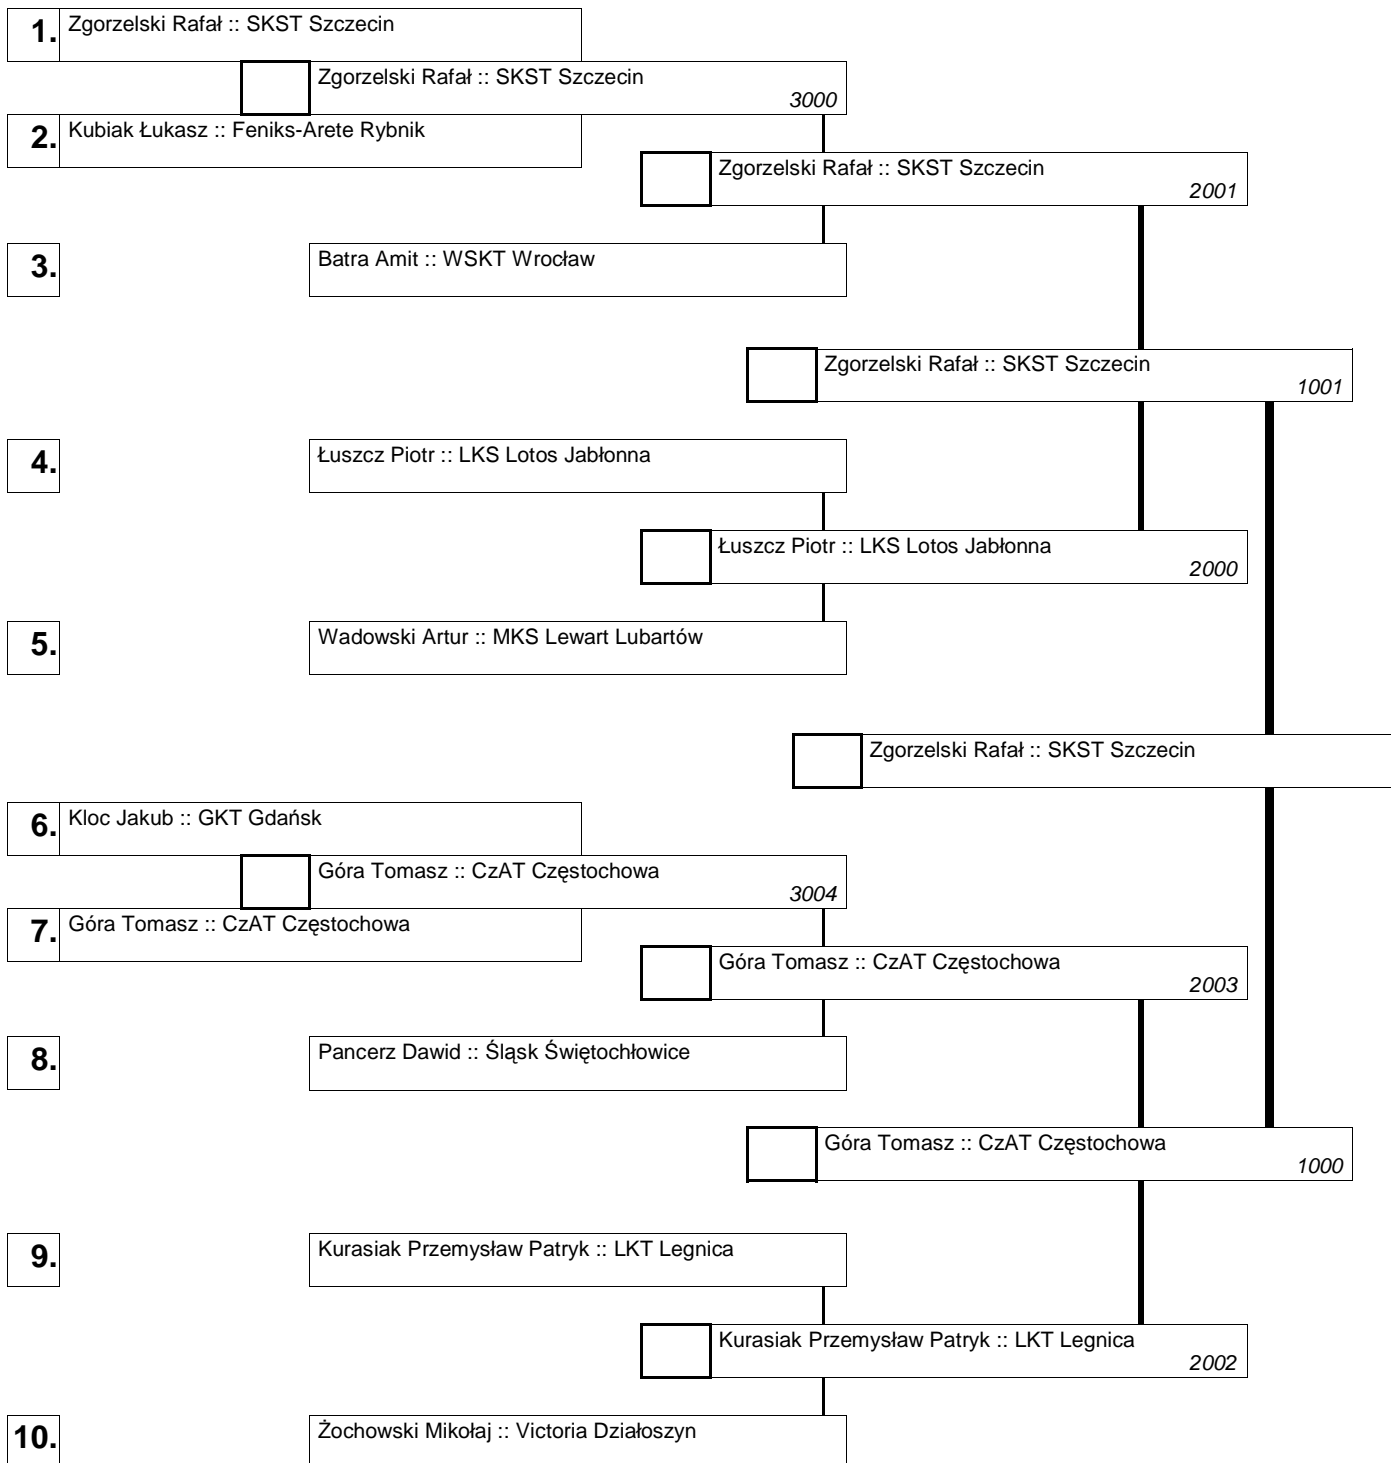 1. Zgorzelski Rafał :: SKST Szczecin
Zgorzelski Rafał :: SKST Szczecin
3000
2. Kubiak Łukasz :: Feniks-Arete Rybnik
Zgorzelski Rafał :: SKST Szczecin
2001
3. Batra Amit :: WSKT Wrocław
Zgorzelski Rafał :: SKST Szczecin
1001
4. Łuszcz Piotr :: LKS Lotos Jabłonna
Łuszcz Piotr :: LKS Lotos Jabłonna
2000
5. Wadowski Artur :: MKS Lewart Lubartów
Zgorzelski Rafał :: SKST Szczecin
6. Kloc Jakub :: GKT Gdańsk
Góra Tomasz :: CzAT Częstochowa
3004
7. Góra Tomasz :: CzAT Częstochowa
Góra Tomasz :: CzAT Częstochowa
2003
8. Pancerz Dawid :: Śląsk Świętochłowice
Góra Tomasz :: CzAT Częstochowa
1000
9. Kurasiak Przemysław Patryk :: LKT Legnica
Kurasiak Przemysław Patryk :: LKT Legnica
2002
10. Żochowski Mikołaj :: Victoria Działoszyn